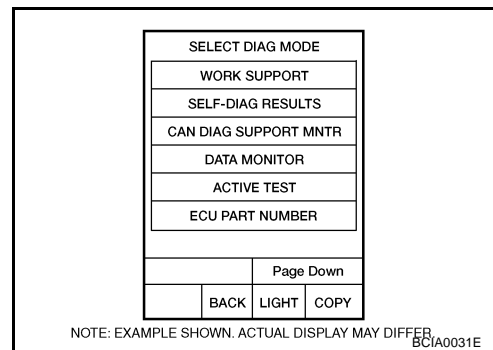 SELECT DIAG MODE
WORK SUPPORT
SELF-DIAG RESULTS
CAN DIAG SUPPORT MNTR
DATA MONITOR
ACTIVE TEST
ECU PART NUMBER
Page Down
BACK LIGHT COPY
NOTE: EXAMPLE SHOWN. ACTUAL DISPLAY MAY DIFFER.
BCIA0031E